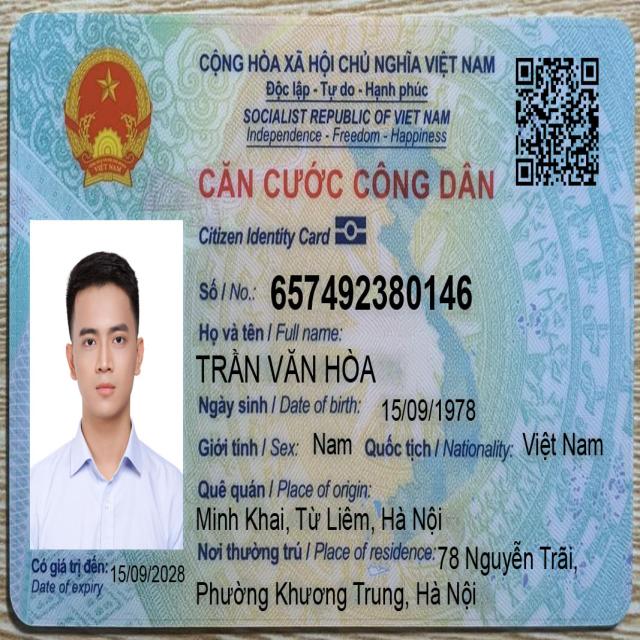 CỘNG HÒA XÃ HỘI CHỦ NGHĨA VIỆT NAM
Độc lập - Tự do - Hạnh phúc
SOCIALIST REPUBLIC OF VIET NAM
Independence - Freedom - Happiness
CĂN CƯỚC CÔNG DÂN
Citizen Identity Card
Số / No.: 657492380146
Họ và tên / Full name:
TRẦN VĂN HÒA
Ngày sinh / Date of birth: 15/09/1978
Giới tính / Sex: Nam Quốc tịch / Nationality: Việt Nam
Quê quán / Place of origin:
Minh Khai, Từ Liêm, Hà Nội
Nơi thường trú / Place of residence: 78 Nguyễn Trãi,
Phường Khương Trung, Hà Nội
Có giá trị đến: 15/09/2028
Date of expiry
VIỆT NAM